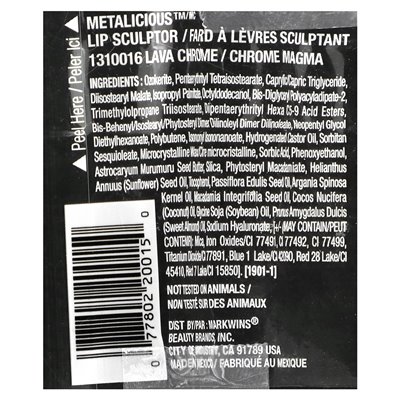 METALICIOUS™/MC
LIP SCULPTOR / FARD À LÈVRES SCULPTANT
1310016 LAVA CHROME / CHROME MAGMA
Peel Here / Peler Ici
INGREDIENTS: Ozokerite, Pentaerythrityl Tetraisostearate, Caprylic/Capric Triglyceride,
Diisostearyl Malate, Isopropyl Palmitate, Octyldodecanol, Bis-Diglyceryl Polyacyladipate-2,
Trimethylolpropane Triisostearate, Dipentaerythrityl Hexa C5-9 Acid Esters,
Bis-Behenyl/Isostearyl/Phytosteryl Dimer Dilinoleyl Dimer Dilinoleate, Neopentyl Glycol
Diethylhexanoate, Polybutene, Isononyl Isononanoate, Hydrogenated Castor Oil, Sorbitan
Sesquioleate, Microcrystalline Wax/Cire microcristalline, Sorbic Acid, Phenoxyethanol,
Astrocaryum Murumuru Seed Butter, Silica, Phytosteryl Macadamiate, Helianthus
Annuus (Sunflower) Seed Oil, Tocopherol, Passiflora Edulis Seed Oil, Argania Spinosa
Kernel Oil, Macadamia Integrifolia Seed Oil, Cocos Nucifera
(Coconut) Oil, Glycine Soja (Soybean) Oil, Prunus Amygdalus Dulcis
(Sweet Almond) Oil, Sodium Hyaluronate, [+/- MAY CONTAIN/PEUT
CONTENIR: Mica, Iron Oxides/CI 77491, CI 77492, CI 77499,
Titanium Dioxide/CI 77891, Blue 1 Lake/CI 42090, Red 28 Lake/CI
45410, Red 7 Lake/CI 15850]. [1901-1]
NOT TESTED ON ANIMALS /
NON TESTÉ SUR DES ANIMAUX
DIST BY/PAR: MARKWINS®
BEAUTY BRANDS, INC.
CITY OF INDUSTRY, CA 91789 USA
MADE IN MEXICO / FABRIQUÉ AU MEXIQUE
0 77802 20015 0